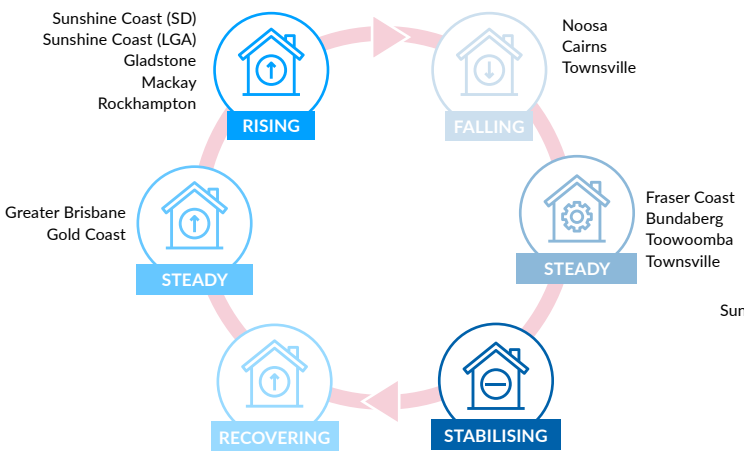 Sunshine Coast (SD)
Sunshine Coast (LGA)
Gladstone
Mackay
Rockhampton
RISING
FALLING
Noosa
Cairns
Townsville
Greater Brisbane
Gold Coast
STEADY
STEADY
Fraser Coast
Bundaberg
Toowoomba
Townsville
RECOVERING
STABILISING